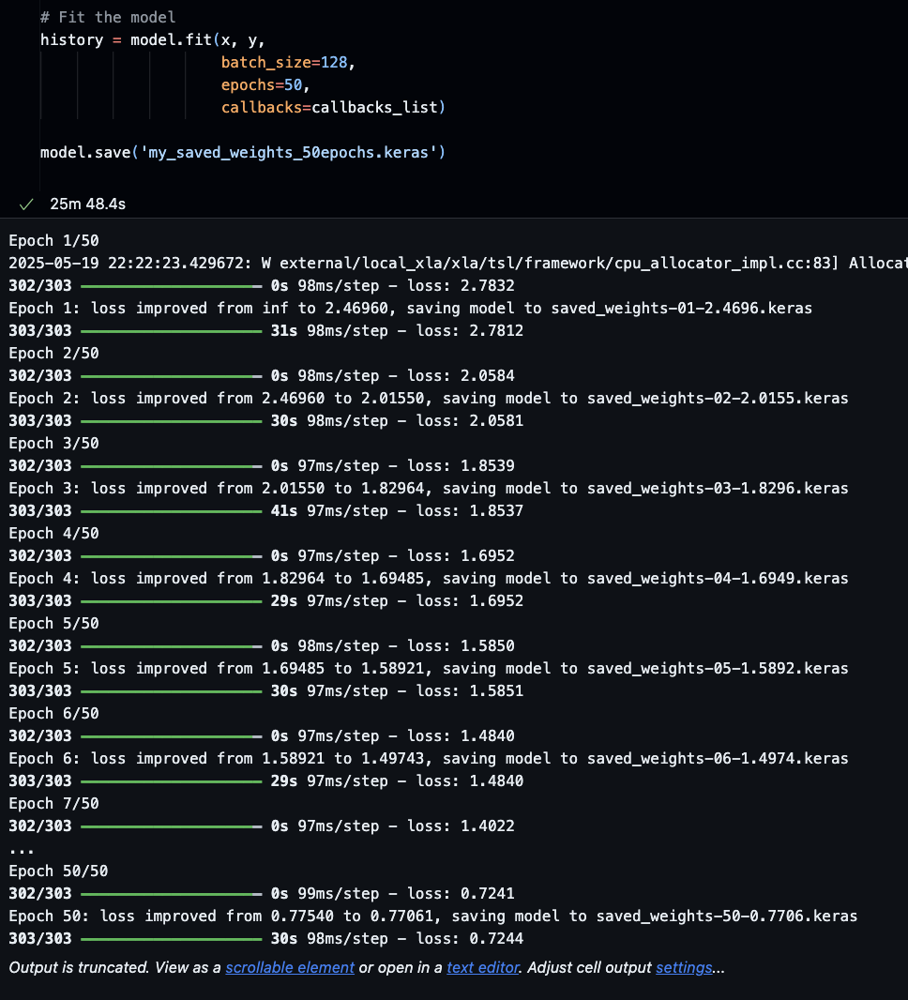 # Fit the model
history = model.fit(x, y,
batch_size=128,
epochs=50,
callbacks=callbacks_list)
model.save('my_saved_weights_50epochs.keras')
25m 48.4s
Epoch 1/50
2025-05-19 22:22:23.429672: W external/local_xla/xla/tsl/framework/cpu_allocator_impl.cc:83] Allocat
302/303 0s 98ms/step - loss: 2.7832
Epoch 1: loss improved from inf to 2.46960, saving model to saved_weights-01-2.4696.keras
303/303 31s 98ms/step - loss: 2.7812
Epoch 2/50
302/303 0s 98ms/step - loss: 2.0584
Epoch 2: loss improved from 2.46960 to 2.01550, saving model to saved_weights-02-2.0155.keras
303/303 30s 98ms/step - loss: 2.0581
Epoch 3/50
302/303 0s 97ms/step - loss: 1.8539
Epoch 3: loss improved from 2.01550 to 1.82964, saving model to saved_weights-03-1.8296.keras
303/303 41s 97ms/step - loss: 1.8537
Epoch 4/50
302/303 0s 97ms/step - loss: 1.6952
Epoch 4: loss improved from 1.82964 to 1.69485, saving model to saved_weights-04-1.6949.keras
303/303 29s 97ms/step - loss: 1.6952
Epoch 5/50
302/303 0s 98ms/step - loss: 1.5850
Epoch 5: loss improved from 1.69485 to 1.58921, saving model to saved_weights-05-1.5892.keras
303/303 30s 97ms/step - loss: 1.5851
Epoch 6/50
302/303 0s 97ms/step - loss: 1.4840
Epoch 6: loss improved from 1.58921 to 1.49743, saving model to saved_weights-06-1.4974.keras
303/303 29s 97ms/step - loss: 1.4840
Epoch 7/50
302/303 0s 97ms/step - loss: 1.4022
...
Epoch 50/50
302/303 0s 99ms/step - loss: 0.7241
Epoch 50: loss improved from 0.77540 to 0.77061, saving model to saved_weights-50-0.7706.keras
303/303 30s 98ms/step - loss: 0.7244
Output is truncated. View as a scrollable element or open in a text editor. Adjust cell output settings...